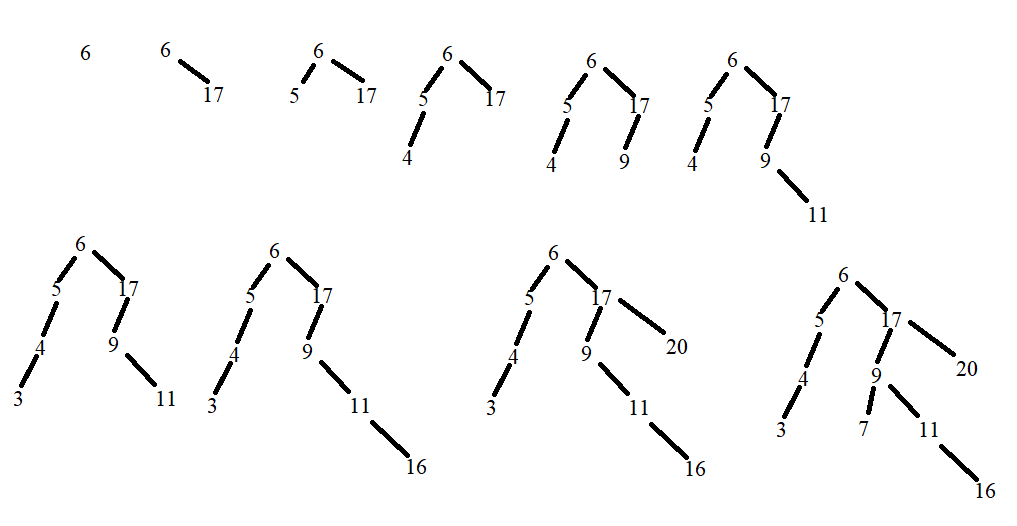 6 6 6 6 6 6
17 5 17 5 17 5 17 5 17
4 4 9 4 9
11
6 6 6 6
5 17 5 17 5 17 5 17
4 9 4 9 4 9 20 4 9 20
3 11 3 11 3 11 3 7 11
16 16 16